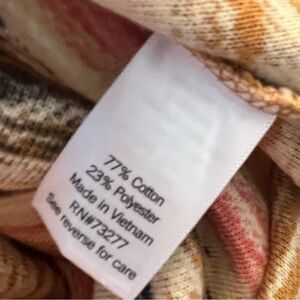 77% Cotton
23% Polyester
Made in Vietnam
RN#73277
See reverse for care